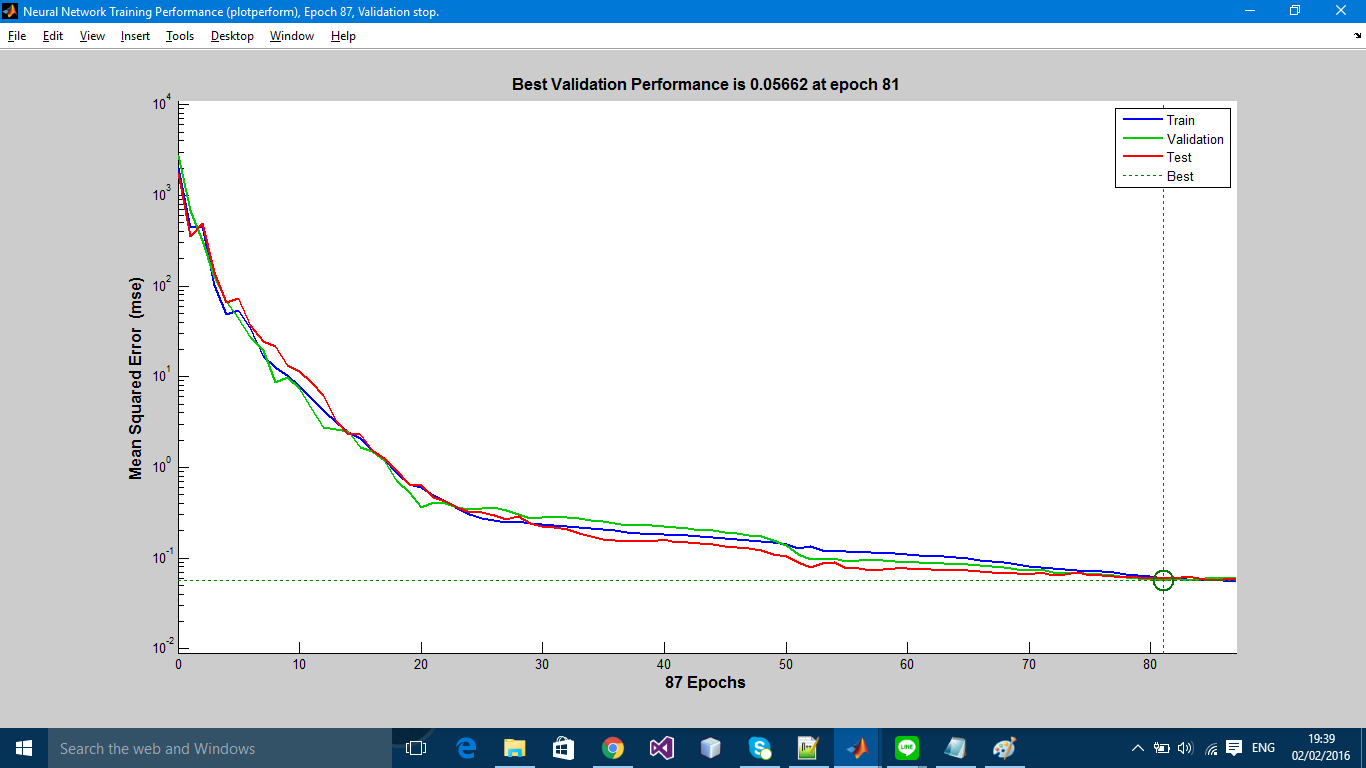 Neural Network Training Performance (plotperform), Epoch 87, Validation stop.
File Edit View Insert Tools Desktop Window Help
Best Validation Performance is 0.05662 at epoch 81
Mean Squared Error (mse)
10^4
10^3
10^2
10^1
10^0
10^-1
10^-2
Train
Validation
Test
Best
0 10 20 30 40 50 60 70 80
87 Epochs
Search the web and Windows
LINE
ENG
19:39
02/02/2016